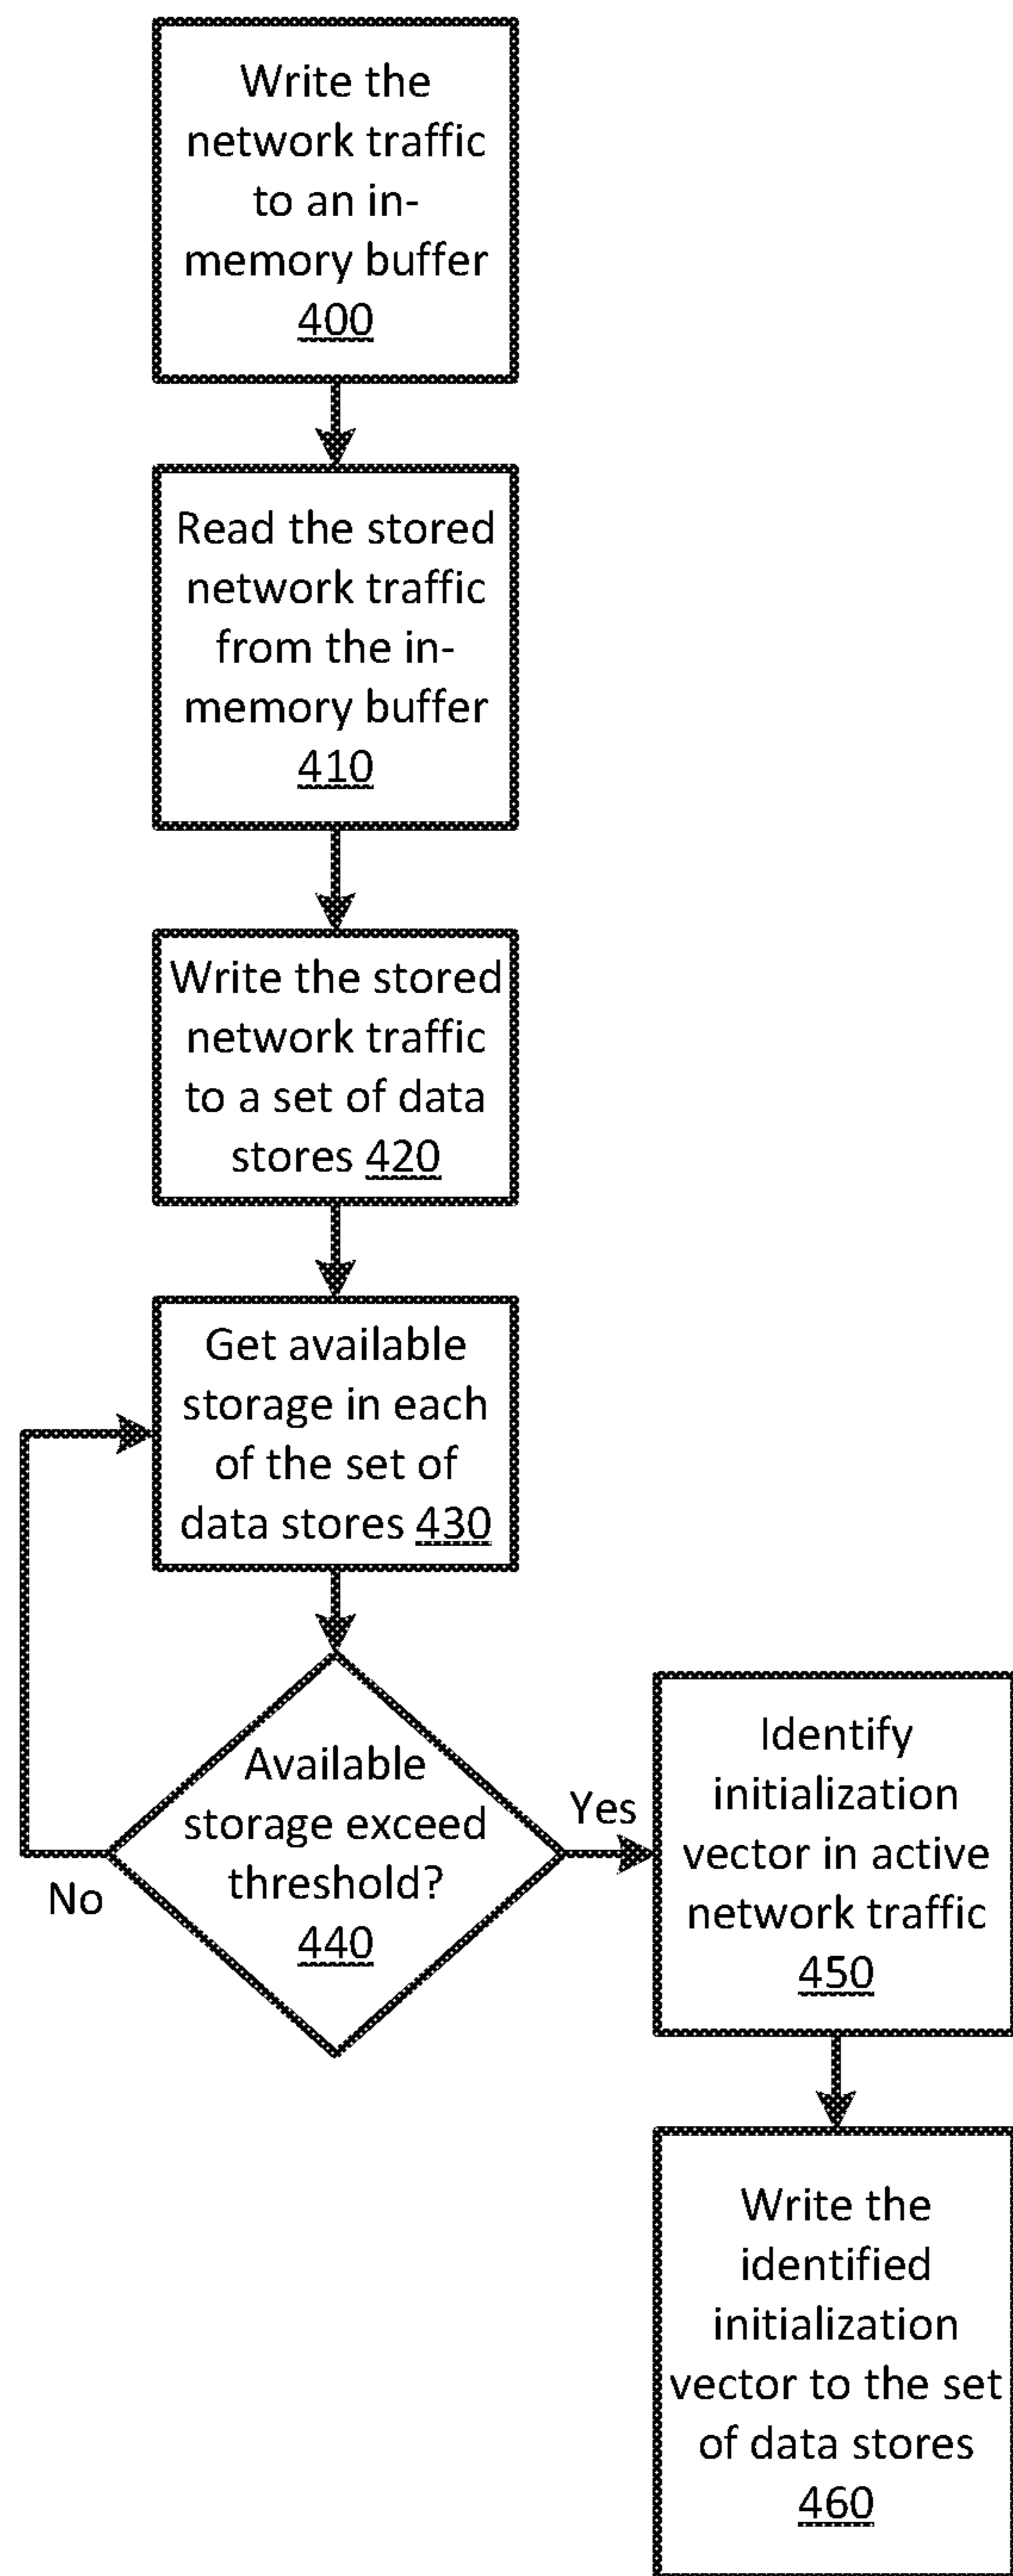 Write the
network traffic
to an in-
memory buffer
400
Read the stored
network traffic
from the in-
memory buffer
410
Write the stored
network traffic
to a set of data
stores 420
Get available
storage in each
of the set of
data stores 430
Available
storage exceed
threshold?
440
No
Yes
Identify
initialization
vector in active
network traffic
450
Write the
identified
initialization
vector to the set
of data stores
460